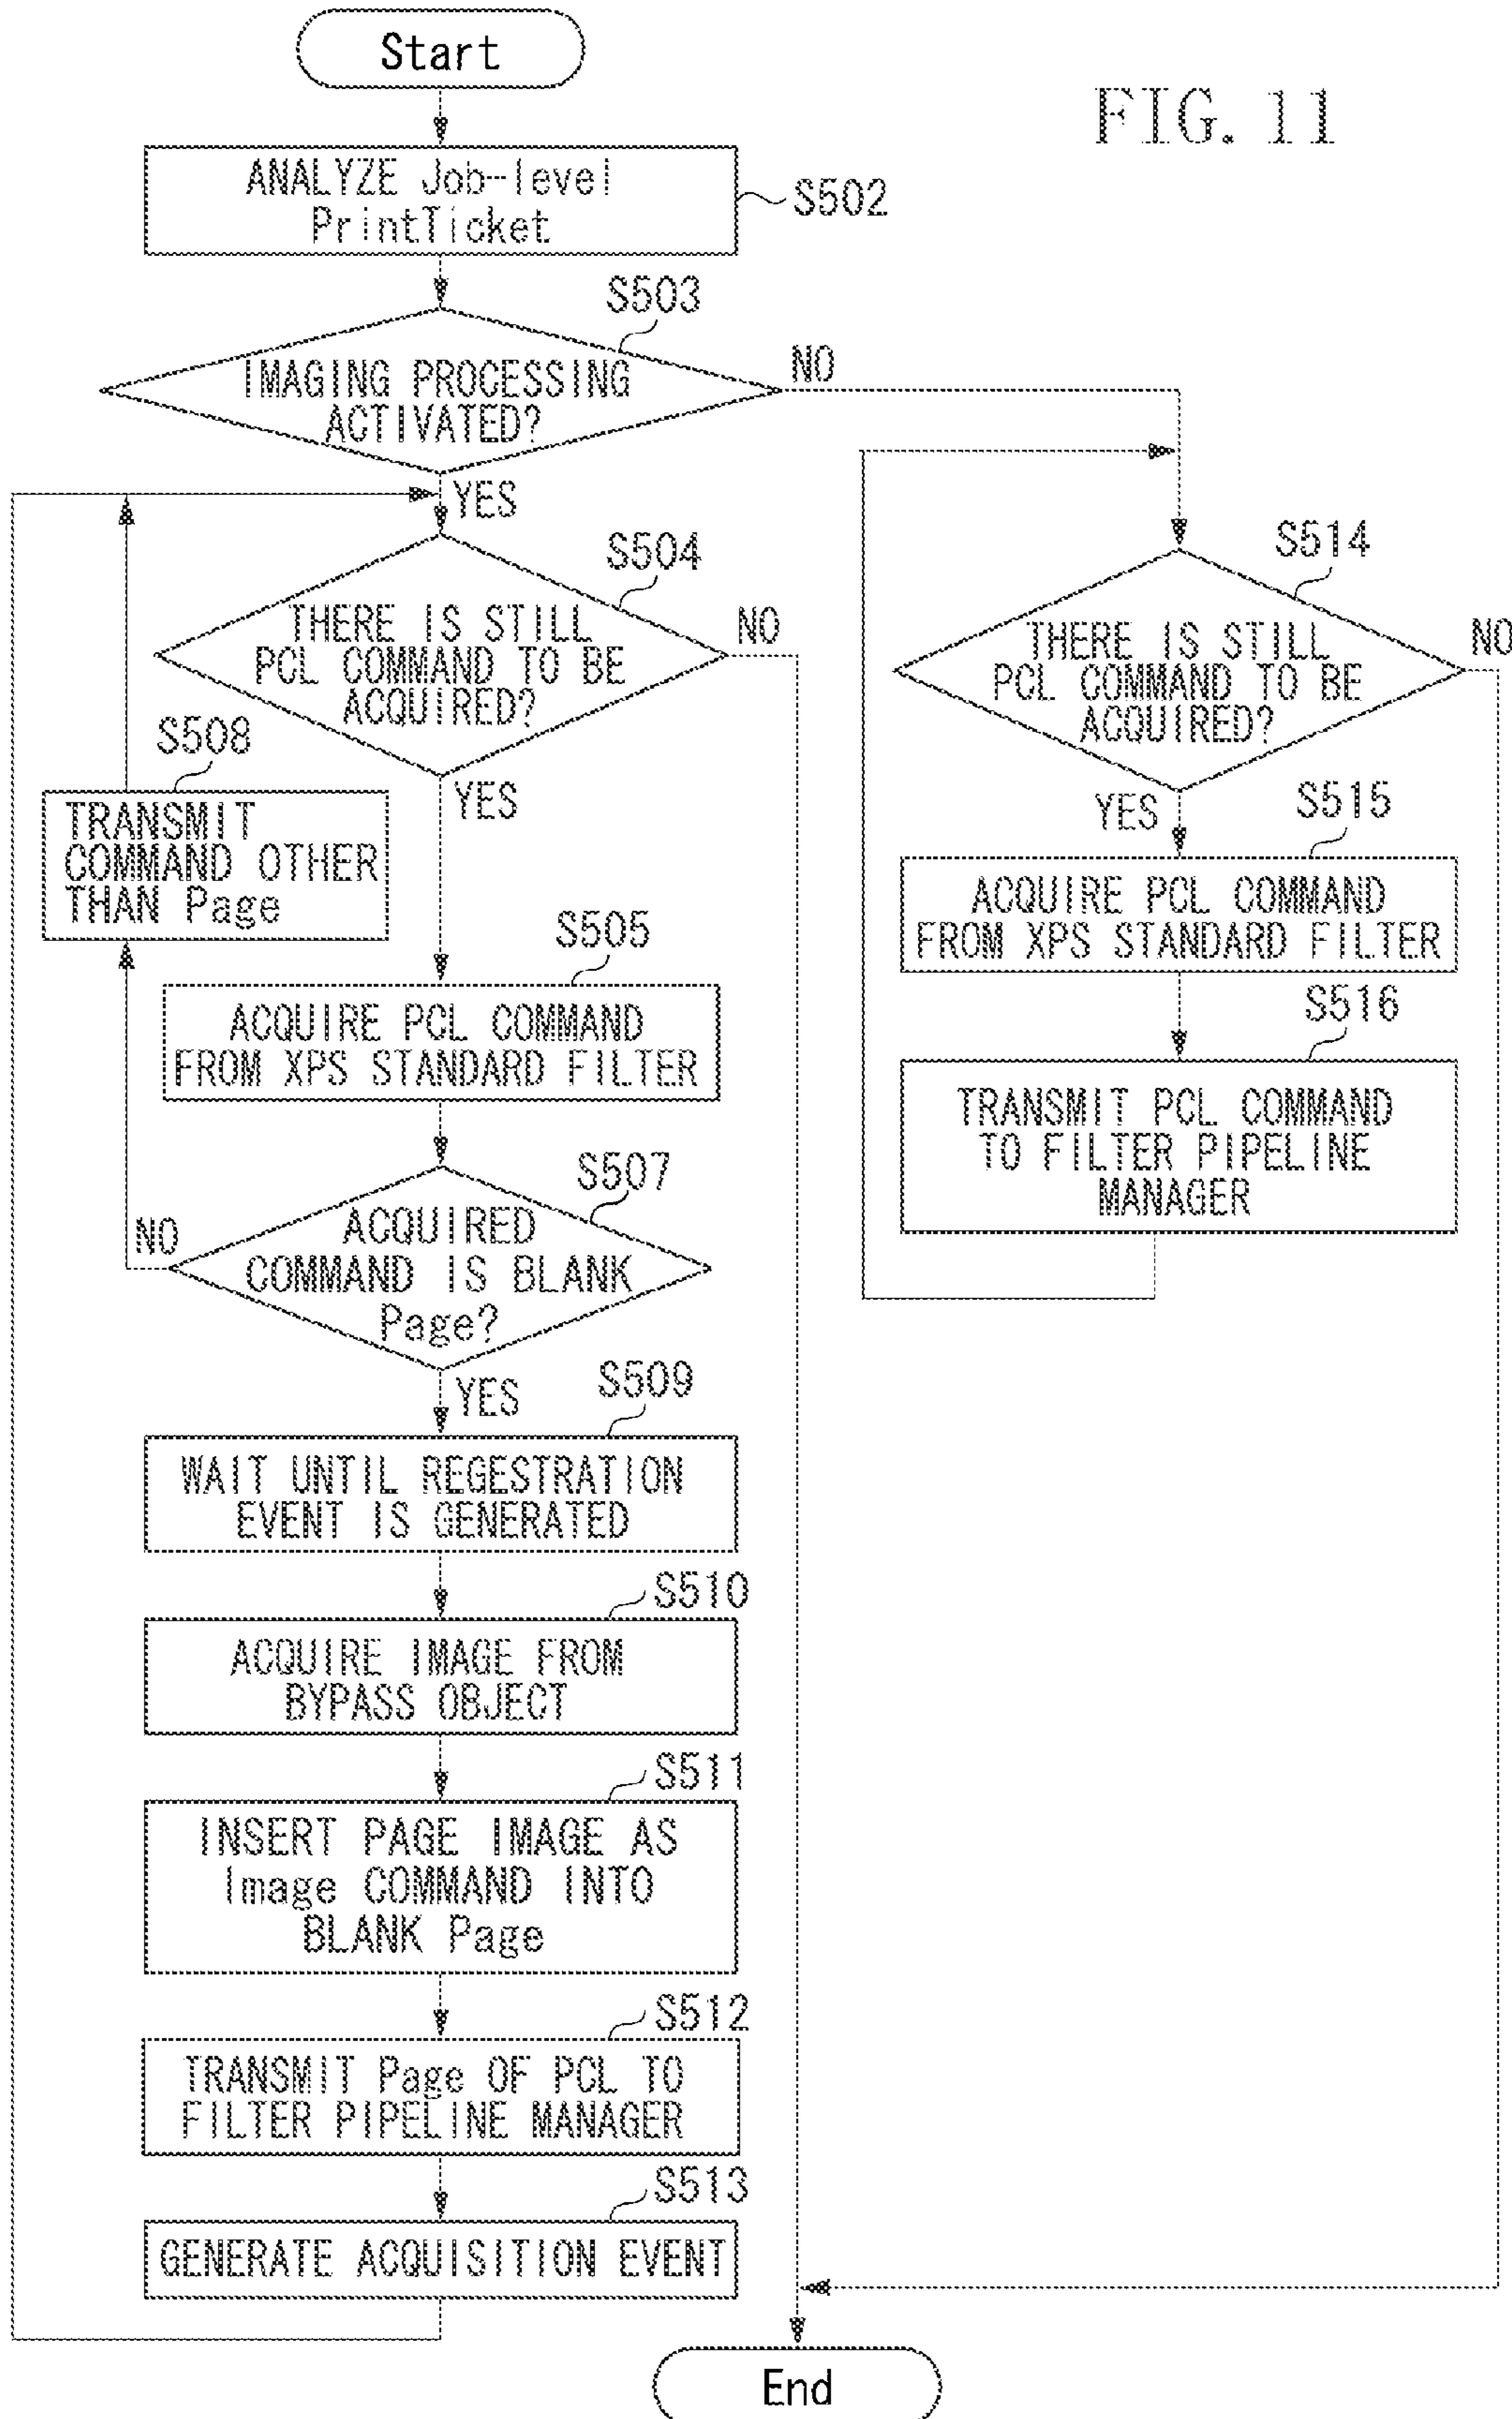 Start
FIG. 11
ANALYZE Job-level
PrintTicket
S502
S503
IMAGING PROCESSING
ACTIVATED?
NO
YES
S504
THERE IS STILL
PCL COMMAND TO BE
ACQUIRED?
NO
YES
S508
TRANSMIT
COMMAND OTHER
THAN Page
S505
ACQUIRE PCL COMMAND
FROM XPS STANDARD FILTER
S507
ACQUIRED
COMMAND IS BLANK
Page?
NO
YES
S509
WAIT UNTIL REGESTRATION
EVENT IS GENERATED
S510
ACQUIRE IMAGE FROM
BYPASS OBJECT
S511
INSERT PAGE IMAGE AS
Image COMMAND INTO
BLANK Page
S512
TRANSMIT Page OF PCL TO
FILTER PIPELINE MANAGER
S513
GENERATE ACQUISITION EVENT
S514
THERE IS STILL
PCL COMMAND TO BE
ACQUIRED?
NO
YES
S515
ACQUIRE PCL COMMAND
FROM XPS STANDARD FILTER
S516
TRANSMIT PCL COMMAND
TO FILTER PIPELINE
MANAGER
End